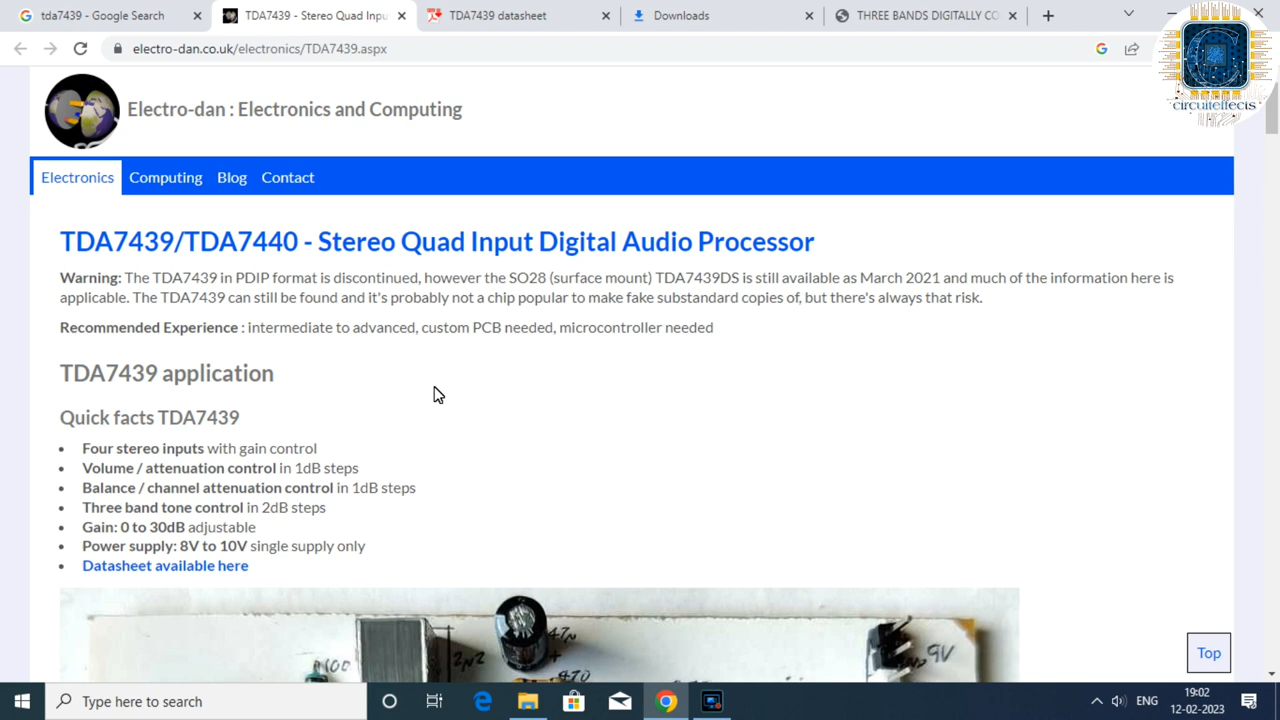 tda7439 - Google Search
TDA7439 - Stereo Quad Inpu
TDA7439 datasheet
Downloads
THREE BANDS DIGITALLY CO
electro-dan.co.uk/electronics/TDA7439.aspx
circuiteffects
Electro-dan : Electronics and Computing
Electronics Computing Blog Contact
TDA7439/TDA7440 - Stereo Quad Input Digital Audio Processor
Warning: The TDA7439 in PDIP format is discontinued, however the SO28 (surface mount) TDA7439DS is still available as March 2021 and much of the information here is
applicable. The TDA7439 can still be found and it's probably not a chip popular to make fake substandard copies of, but there's always that risk.
Recommended Experience : intermediate to advanced, custom PCB needed, microcontroller needed
TDA7439 application
Quick facts TDA7439
Four stereo inputs with gain control
Volume / attenuation control in 1dB steps
Balance / channel attenuation control in 1dB steps
Three band tone control in 2dB steps
Gain: 0 to 30dB adjustable
Power supply: 8V to 10V single supply only
Datasheet available here
47n
2n2
470
9V
Top
Type here to search
ENG
19:02
12-02-2023